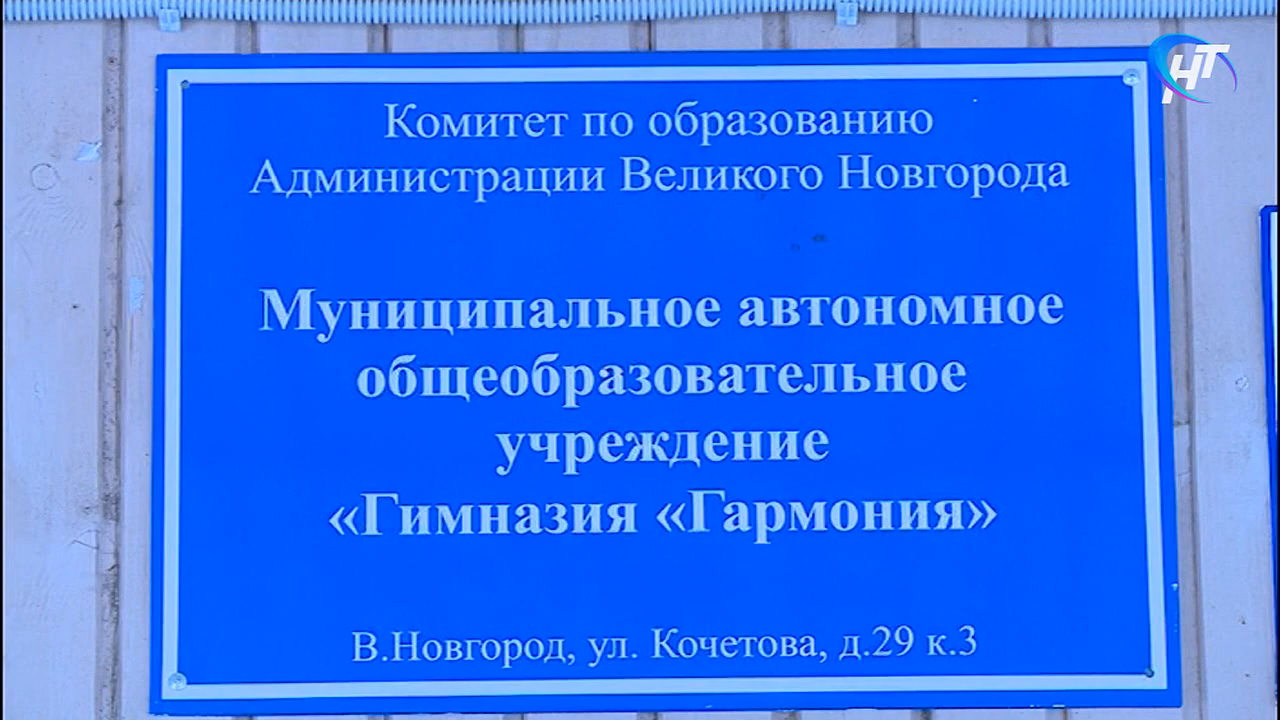 НТ
Комитет по образованию
Администрации Великого Новгорода
Муниципальное автономное
общеобразовательное
учреждение
«Гимназия «Гармония»
В.Новгород, ул. Кочетова, д.29 к.3